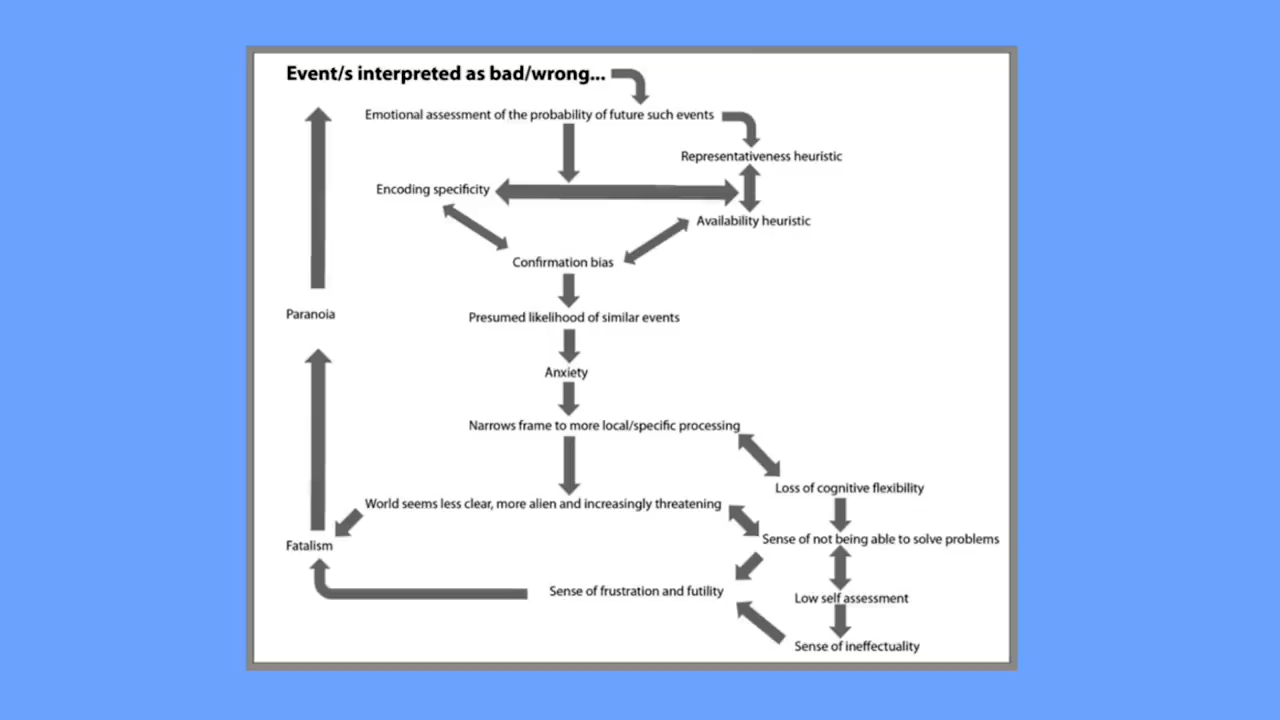 Event/s interpreted as bad/wrong...
Emotional assessment of the probability of future such events
Representativeness heuristic
Encoding specificity
Availability heuristic
Confirmation bias
Paranoia
Presumed likelihood of similar events
Anxiety
Narrows frame to more local/specific processing
Loss of cognitive flexibility
World seems less clear, more alien and increasingly threatening
Sense of not being able to solve problems
Fatalism
Sense of frustration and futility
Low self assessment
Sense of ineffectuality